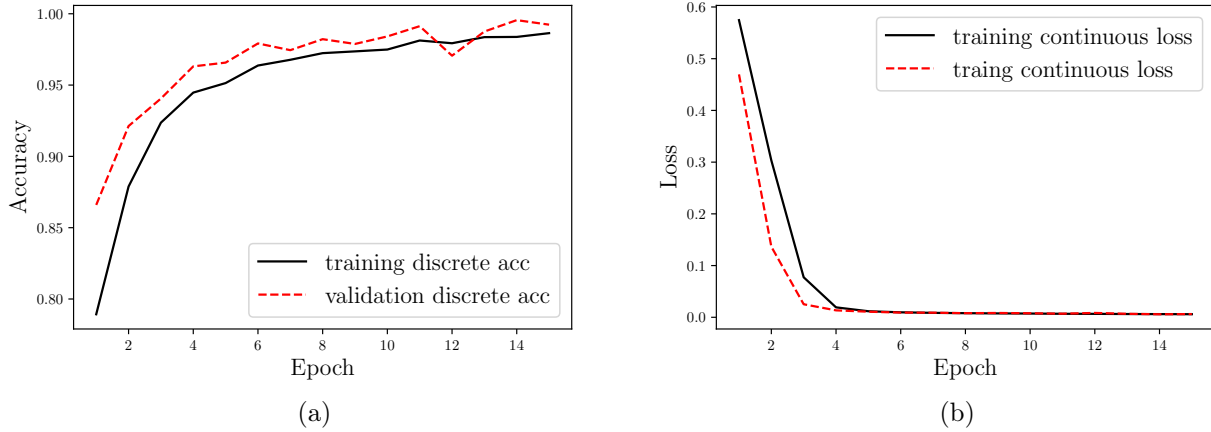 1.00
0.95
0.90
0.85
0.80
Accuracy
2 4 6 8 10 12 14
Epoch
training discrete acc
validation discrete acc
(a)
0.6
0.5
0.4
0.3
0.2
0.1
0.0
Loss
2 4 6 8 10 12 14
Epoch
training continuous loss
traing continuous loss
(b)